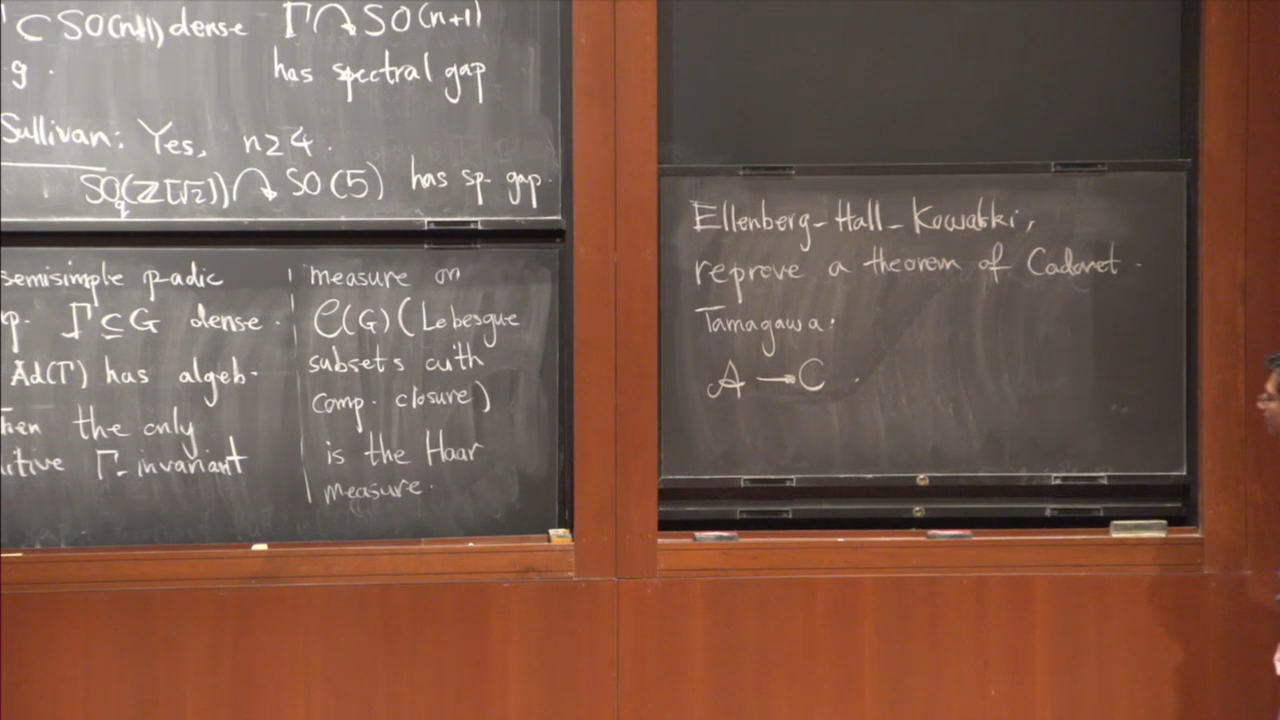 ⊂ SO(n+1) dense Γ↷SO(n+1)
g. has spectral gap
Sullivan: Yes, n≥4.
SO_q(ℤ[√2])↷SO(5) has sp. gap.
semisimple p-adic
p. Γ⊆G dense.
Ad(Γ) has algeb-
the only
itive Γ-invariant
measure on
C(G) (Lebesgue
subsets with
comp. closure)
is the Haar
measure.
Ellenberg-Hall-Kowalski,
reprove a theorem of Cadoret-
Tamagawa:
A → C